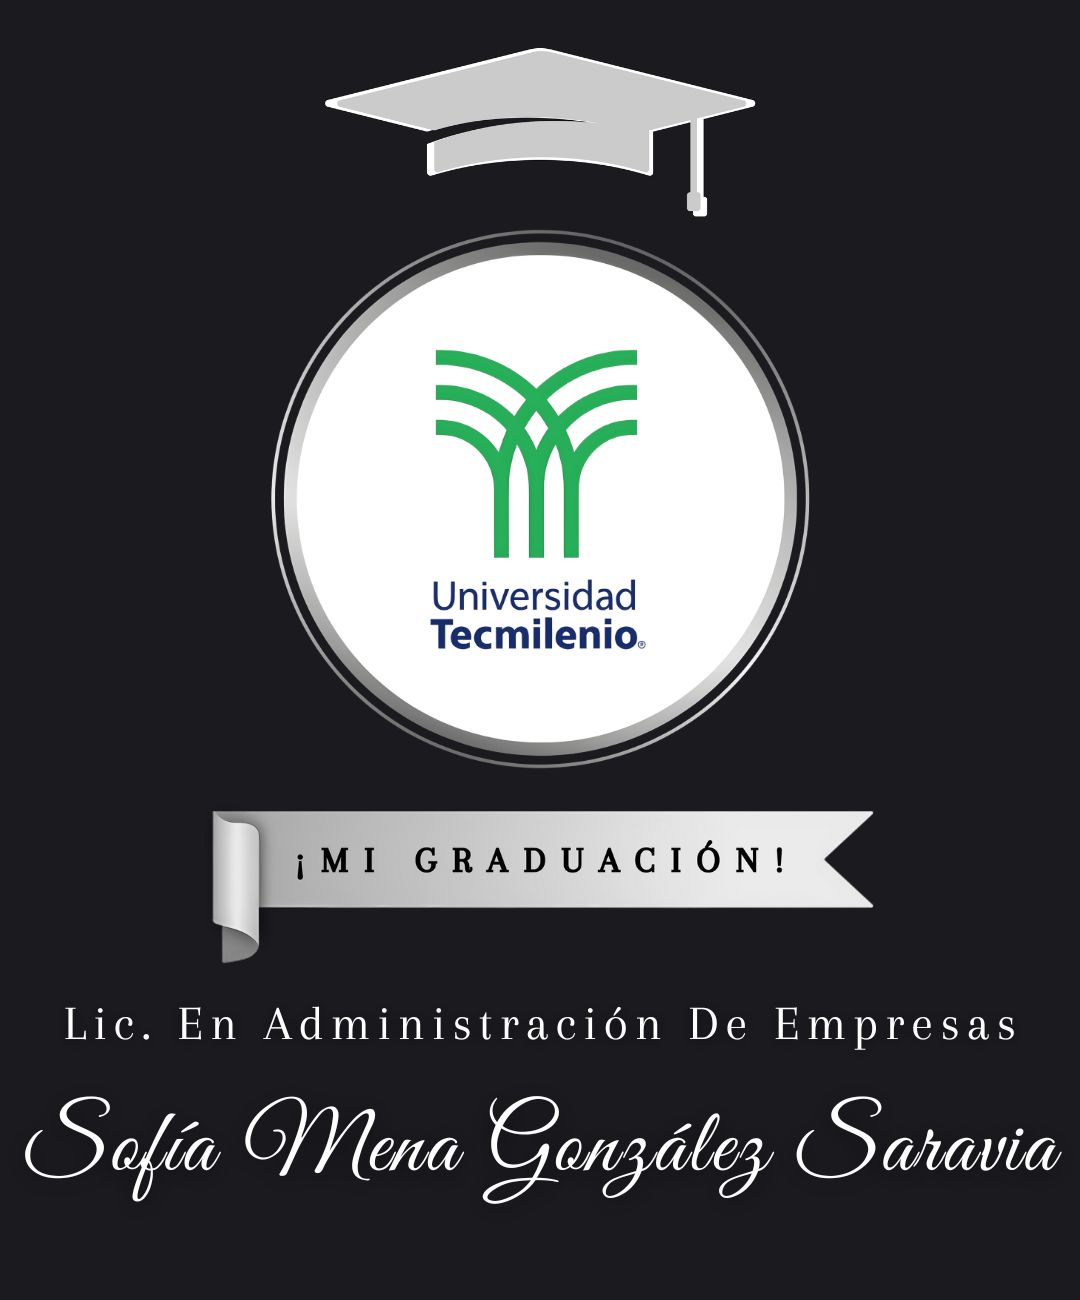 Universidad
Tecmilenio®
¡MI GRADUACIÓN!
Lic. En Administración De Empresas
Sofía Mena González Saravia